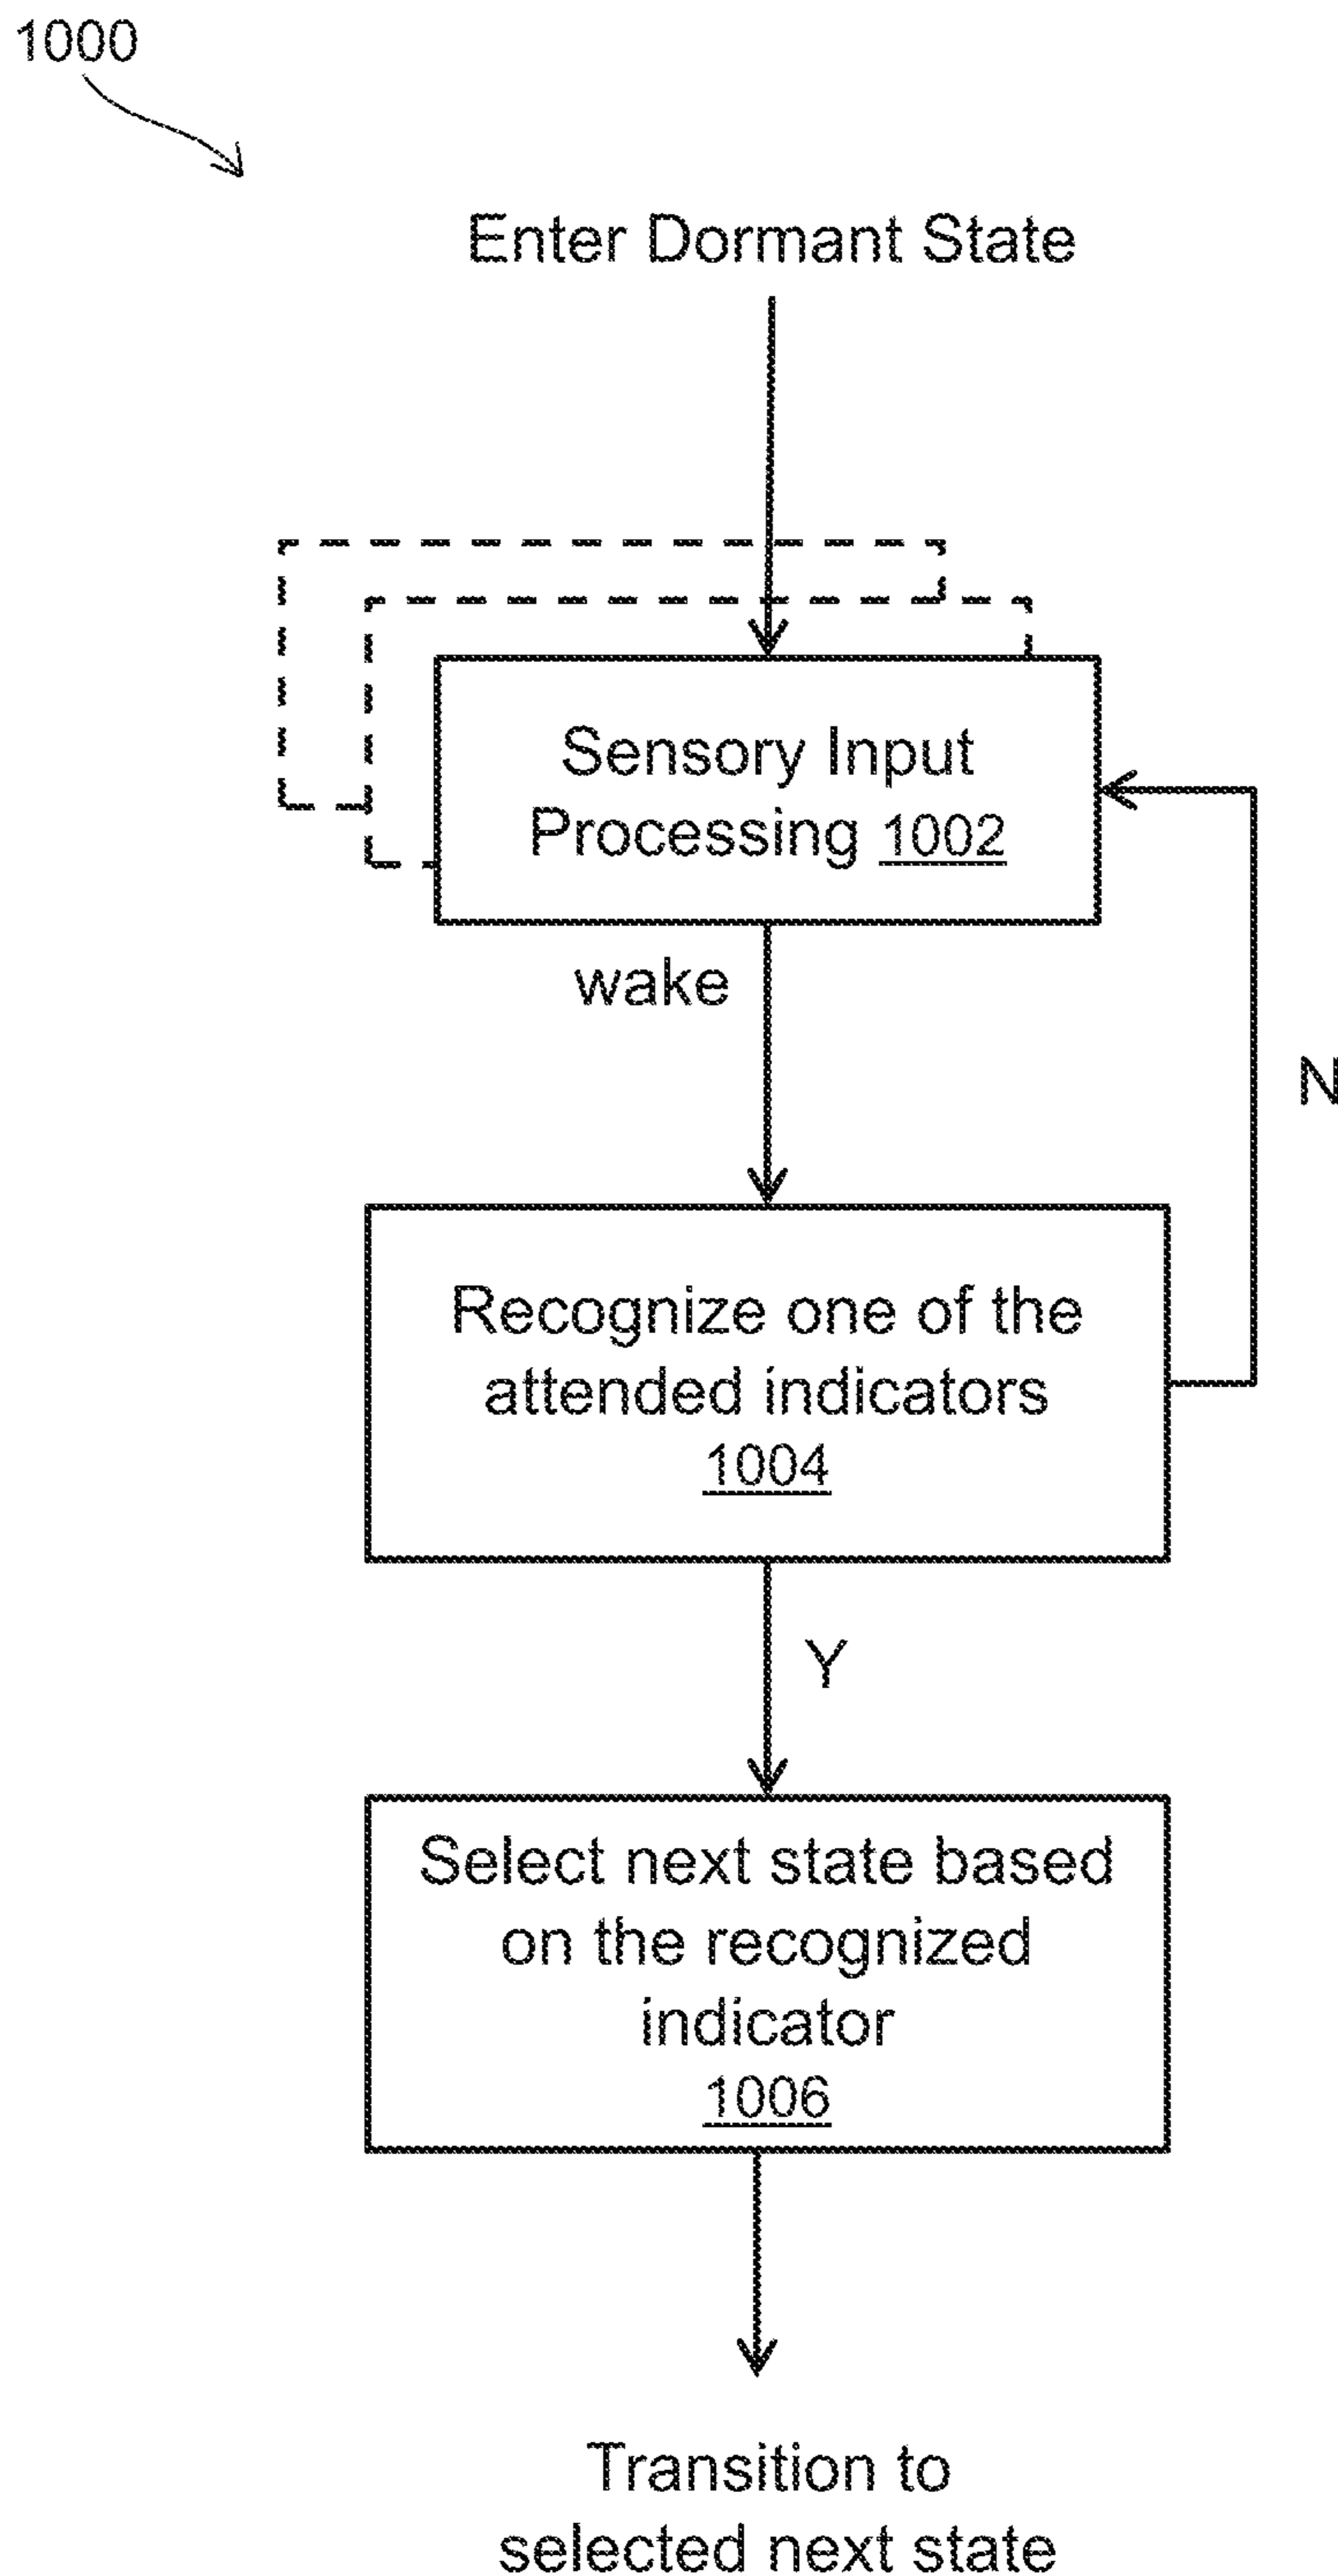 1000
Enter Dormant State
Sensory Input
Processing 1002
wake
N
Recognize one of the
attended indicators
1004
Y
Select next state based
on the recognized
indicator
1006
Transition to
selected next state